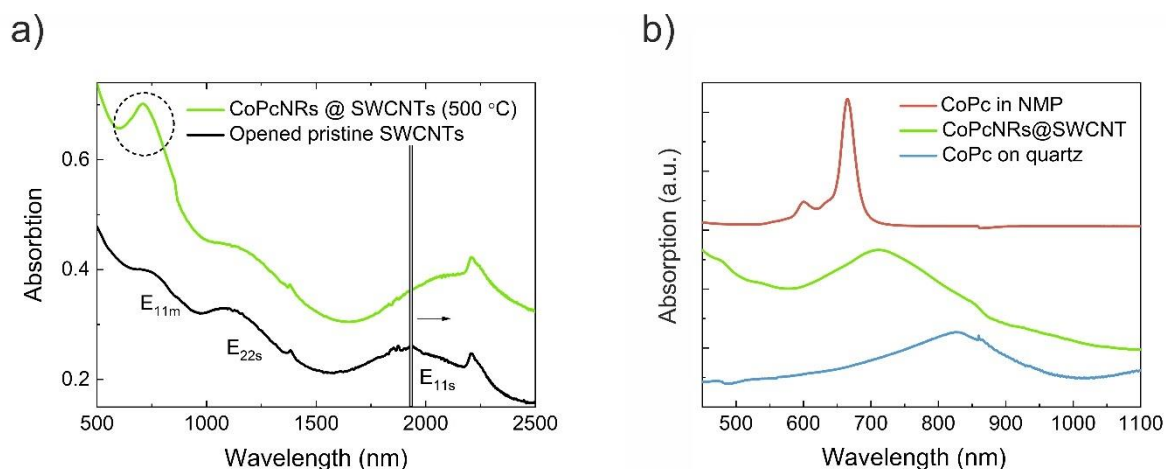 a)
CoPcNRs @ SWCNTs (500 °C)
Opened pristine SWCNTs
E11m
E22s
E11s
0.6
0.4
0.2
500 1000 1500 2000 2500
Absorbtion
Wavelength (nm)
b)
CoPc in NMP
CoPcNRs@SWCNT
CoPc on quartz
500 600 700 800 900 1000 1100
Absorption (a.u.)
Wavelength (nm)